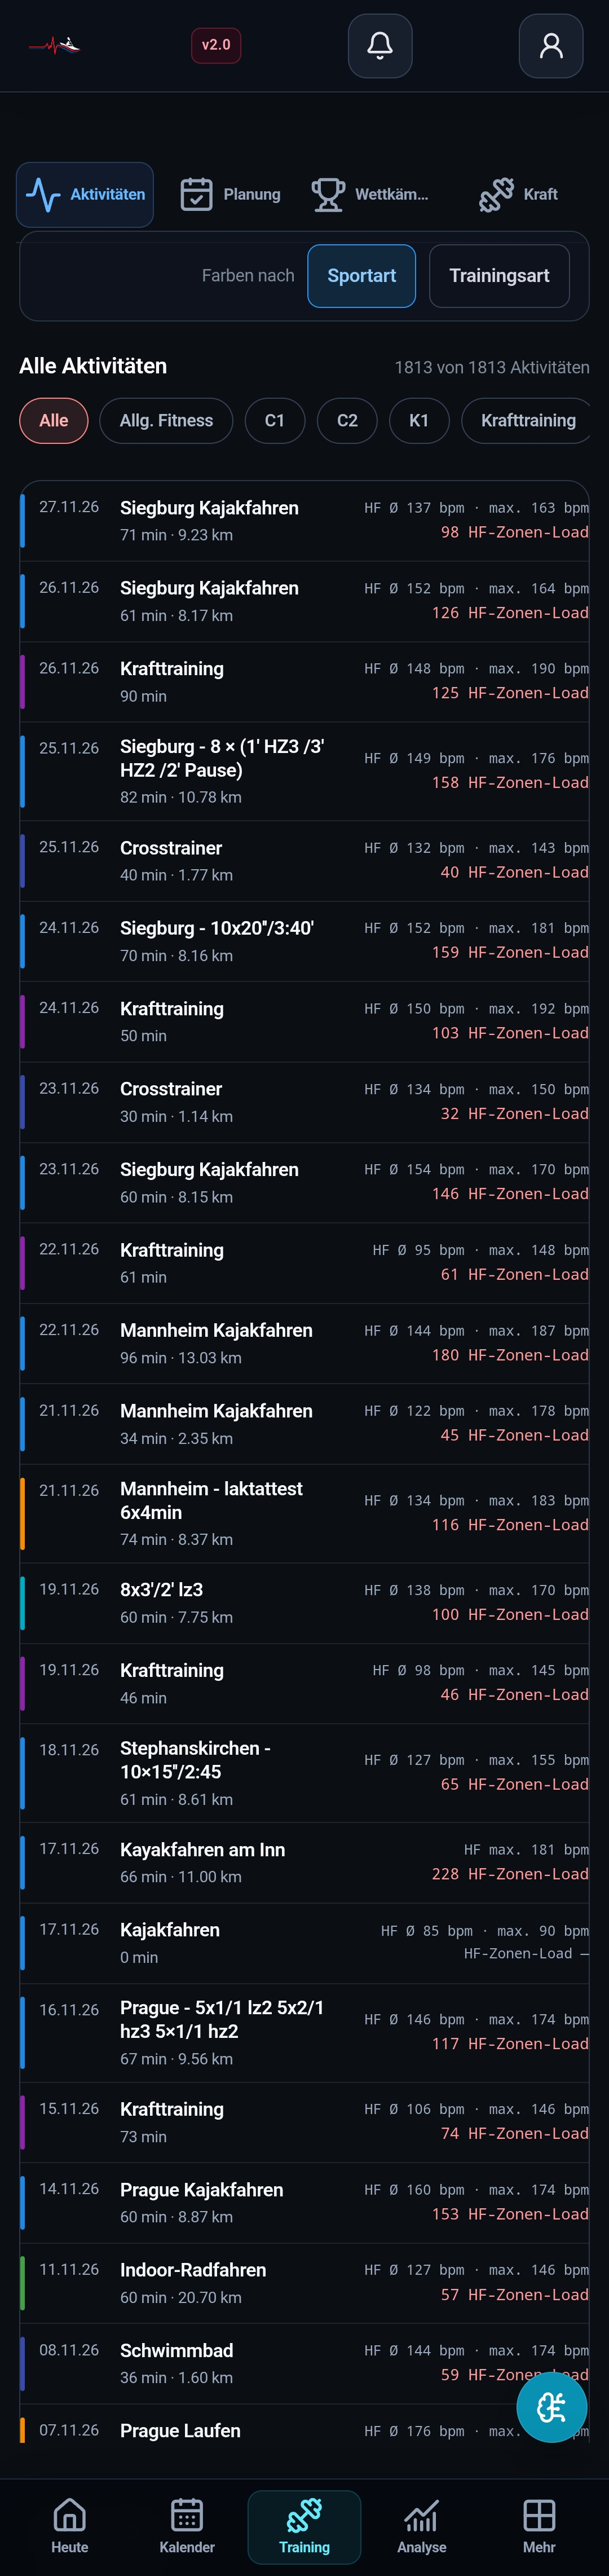 v2.0
Aktivitäten
Planung
Wettkäm...
Kraft
Farben nach
Sportart
Trainingsart
Alle Aktivitäten
1813 von 1813 Aktivitäten
Alle
Allg. Fitness
C1
C2
K1
Krafttraining
27.11.26 Siegburg Kajakfahren HF Ø 137 bpm · max. 163 bpm
71 min · 9.23 km 98 HF-Zonen-Load
26.11.26 Siegburg Kajakfahren HF Ø 152 bpm · max. 164 bpm
61 min · 8.17 km 126 HF-Zonen-Load
26.11.26 Krafttraining HF Ø 148 bpm · max. 190 bpm
90 min 125 HF-Zonen-Load
25.11.26 Siegburg - 8 × (1' HZ3 /3' HF Ø 149 bpm · max. 176 bpm
HZ2 /2' Pause) 158 HF-Zonen-Load
82 min · 10.78 km
25.11.26 Crosstrainer HF Ø 132 bpm · max. 143 bpm
40 min · 1.77 km 40 HF-Zonen-Load
24.11.26 Siegburg - 10x20"/3:40' HF Ø 152 bpm · max. 181 bpm
70 min · 8.16 km 159 HF-Zonen-Load
24.11.26 Krafttraining HF Ø 150 bpm · max. 192 bpm
50 min 103 HF-Zonen-Load
23.11.26 Crosstrainer HF Ø 134 bpm · max. 150 bpm
30 min · 1.14 km 32 HF-Zonen-Load
23.11.26 Siegburg Kajakfahren HF Ø 154 bpm · max. 170 bpm
60 min · 8.15 km 146 HF-Zonen-Load
22.11.26 Krafttraining HF Ø 95 bpm · max. 148 bpm
61 min 61 HF-Zonen-Load
22.11.26 Mannheim Kajakfahren HF Ø 144 bpm · max. 187 bpm
96 min · 13.03 km 180 HF-Zonen-Load
21.11.26 Mannheim Kajakfahren HF Ø 122 bpm · max. 178 bpm
34 min · 2.35 km 45 HF-Zonen-Load
21.11.26 Mannheim - laktattest HF Ø 134 bpm · max. 183 bpm
6x4min 116 HF-Zonen-Load
74 min · 8.37 km
19.11.26 8x3'/2' lz3 HF Ø 138 bpm · max. 170 bpm
60 min · 7.75 km 100 HF-Zonen-Load
19.11.26 Krafttraining HF Ø 98 bpm · max. 145 bpm
46 min 46 HF-Zonen-Load
18.11.26 Stephanskirchen - HF Ø 127 bpm · max. 155 bpm
10×15"/2:45 65 HF-Zonen-Load
61 min · 8.61 km
17.11.26 Kayakfahren am Inn HF max. 181 bpm
66 min · 11.00 km 228 HF-Zonen-Load
17.11.26 Kajakfahren HF Ø 85 bpm · max. 90 bpm
0 min HF-Zonen-Load —
16.11.26 Prague - 5x1/1 lz2 5x2/1 HF Ø 146 bpm · max. 174 bpm
hz3 5×1/1 hz2 117 HF-Zonen-Load
67 min · 9.56 km
15.11.26 Krafttraining HF Ø 106 bpm · max. 146 bpm
73 min 74 HF-Zonen-Load
14.11.26 Prague Kajakfahren HF Ø 160 bpm · max. 174 bpm
60 min · 8.87 km 153 HF-Zonen-Load
11.11.26 Indoor-Radfahren HF Ø 127 bpm · max. 146 bpm
60 min · 20.70 km 57 HF-Zonen-Load
08.11.26 Schwimmbad HF Ø 144 bpm · max. 174 bpm
36 min · 1.60 km 59 HF-Zonen-Load
07.11.26 Prague Laufen HF Ø 176 bpm · max.
Heute
Kalender
Training
Analyse
Mehr